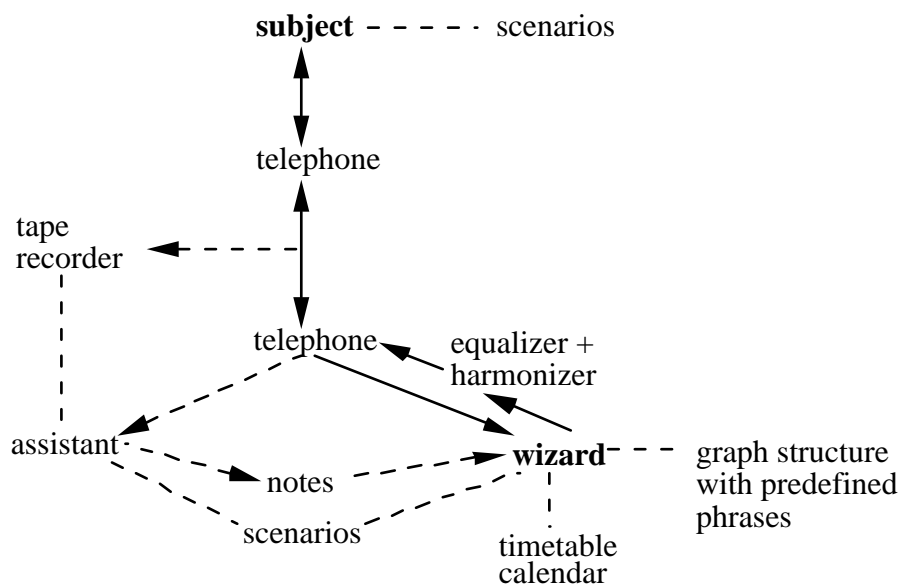 subject
scenarios
telephone
tape
recorder
telephone
equalizer +
harmonizer
assistant
wizard
graph structure
with predefined
phrases
notes
scenarios
timetable
calendar